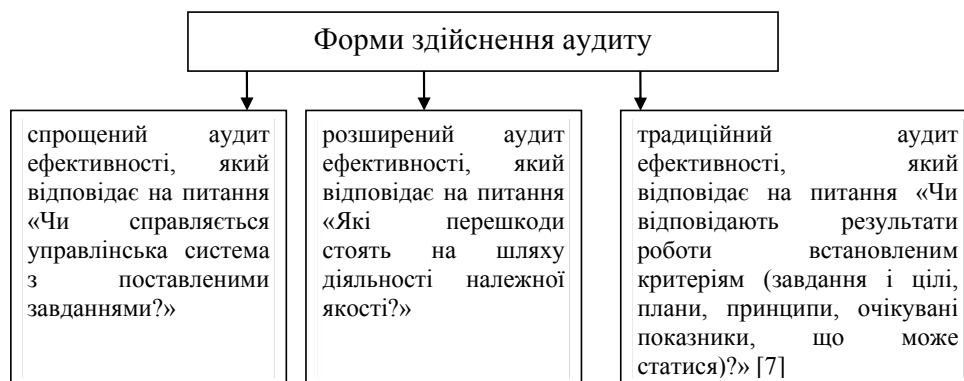 Форми здійснення аудиту
спрощений аудит
ефективності, який
відповідає на питання
«Чи справляється
управлінська система
з поставленими
завданнями?»
розширений аудит
ефективності, який
відповідає на питання
«Які перешкоди
стоять на шляху
діяльності належної
якості?»
традиційний аудит
ефективності, який
відповідає на питання «Чи
відповідають результати
роботи встановленим
критеріям (завдання і цілі,
плани, принципи, очікувані
показники, що може
статися)?» [7]